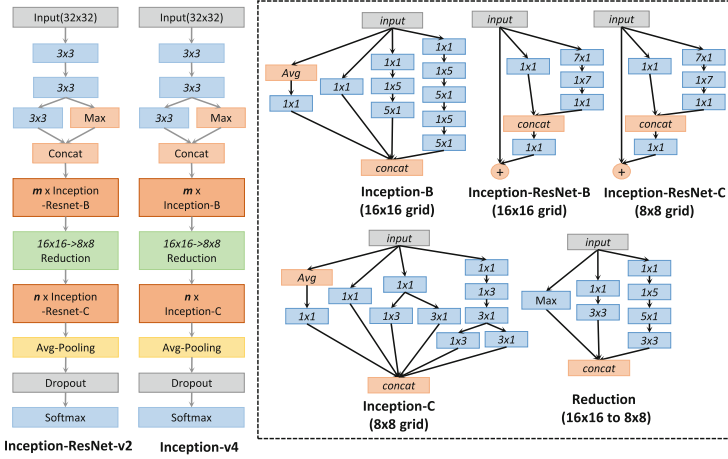 Input(32x32)
3x3
3x3
3x3
Max
Concat
m x Inception
-Resnet-B
16x16->8x8
Reduction
n x Inception
-Resnet-C
Avg-Pooling
Dropout
Softmax
Inception-ResNet-v2
Input(32x32)
3x3
3x3
3x3
Max
Concat
m x
Inception-B
16x16->8x8
Reduction
n x
Inception-C
Avg-Pooling
Dropout
Softmax
Inception-v4
input
Avg
1x1
1x1
1x1
1x5
5x1
1x1
1x5
5x1
1x5
5x1
concat
Inception-B
(16x16 grid)
input
1x1
7x1
1x7
1x1
concat
1x1
+
Inception-ResNet-B
(16x16 grid)
input
1x1
7x1
1x7
1x1
concat
1x1
+
Inception-ResNet-C
(8x8 grid)
input
Avg
1x1
1x1
1x1
1x3
3x1
1x1
1x3
3x1
1x3
3x1
concat
Inception-C
(8x8 grid)
input
Max
1x1
3x3
1x1
1x5
5x1
3x3
concat
Reduction
(16x16 to 8x8)